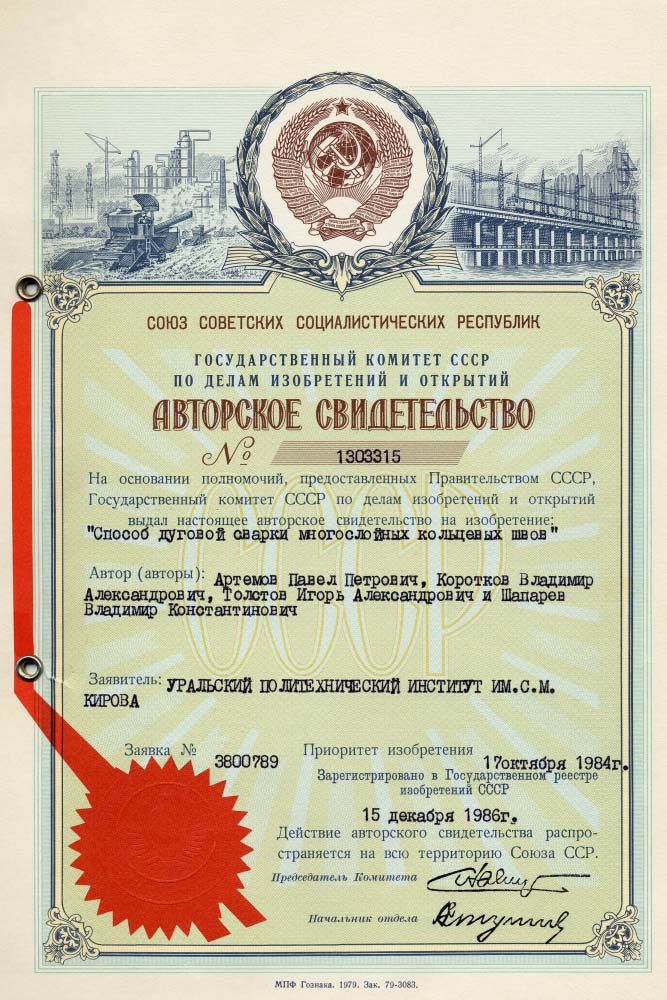 СОЮЗ СОВЕТСКИХ СОЦИАЛИСТИЧЕСКИХ РЕСПУБЛИК
ГОСУДАРСТВЕННЫЙ КОМИТЕТ СССР
ПО ДЕЛАМ ИЗОБРЕТЕНИЙ И ОТКРЫТИЙ
АВТОРСКОЕ СВИДЕТЕЛЬСТВО
№ 1303315
На основании полномочий, предоставленных Правительством СССР,
Государственный комитет СССР по делам изобретений и открытий
выдал настоящее авторское свидетельство на изобретение:
"Способ дуговой сварки многослойных кольцевых швов"
Автор (авторы): Артемов Павел Петрович, Коротков Владимир
Александрович, Толстов Игорь Александрович и Шапарев
Владимир Константинович
СССР
Заявитель: УРАЛЬСКИЙ ПОЛИТЕХНИЧЕСКИЙ ИНСТИТУТ ИМ.С.М.
КИРОВА
Заявка № 3800789
Приоритет изобретения 17октября 1984г.
Зарегистрировано в Государственном реестре
изобретений СССР
15 декабря 1986г.
Действие авторского свидетельства распро-
страняется на всю территорию Союза ССР.
Председатель Комитета
Начальник отдела
МПФ Гознака. 1979. Зак. 79-3083.